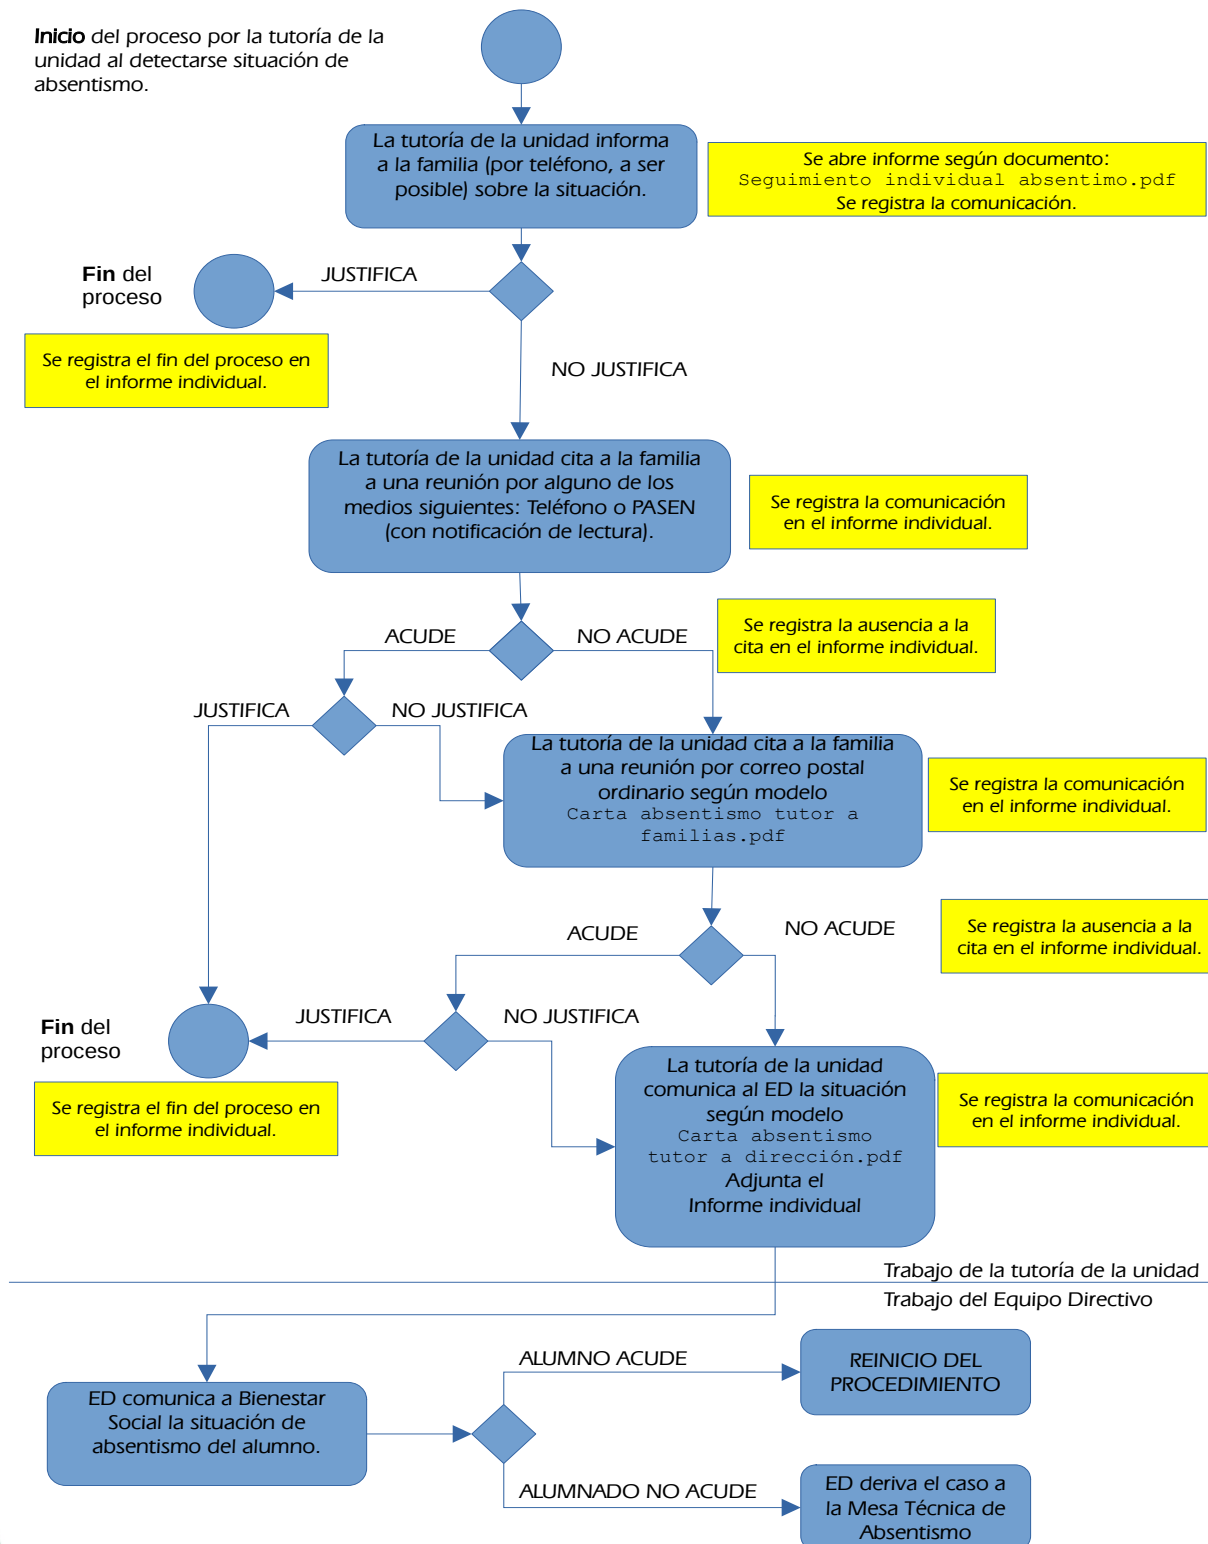 Inicio del proceso por la tutoría de la
unidad al detectarse situación de
absentismo.
La tutoría de la unidad informa
a la familia (por teléfono, a ser
posible) sobre la situación.
Se abre informe según documento:
Seguimiento individual absentimo.pdf
Se registra la comunicación.
Fin del
proceso
JUSTIFICA
Se registra el fin del proceso en
el informe individual.
NO JUSTIFICA
La tutoría de la unidad cita a la familia
a una reunión por alguno de los
medios siguientes: Teléfono o PASEN
(con notificación de lectura).
Se registra la comunicación
en el informe individual.
ACUDE
NO ACUDE
Se registra la ausencia a la
cita en el informe individual.
JUSTIFICA
NO JUSTIFICA
La tutoría de la unidad cita a la familia
a una reunión por correo postal
ordinario según modelo
Carta absentismo tutor a
familias.pdf
Se registra la comunicación
en el informe individual.
ACUDE
NO ACUDE
Se registra la ausencia a la
cita en el informe individual.
Fin del
proceso
JUSTIFICA
NO JUSTIFICA
Se registra el fin del proceso en
el informe individual.
La tutoría de la unidad
comunica al ED la situación
según modelo
Carta absentismo
tutor a dirección.pdf
Adjunta el
Informe individual
Se registra la comunicación
en el informe individual.
Trabajo de la tutoría de la unidad
Trabajo del Equipo Directivo
ED comunica a Bienestar
Social la situación de
absentismo del alumno.
ALUMNO ACUDE
REINICIO DEL
PROCEDIMIENTO
ALUMNADO NO ACUDE
ED deriva el caso a
la Mesa Técnica de
Absentismo